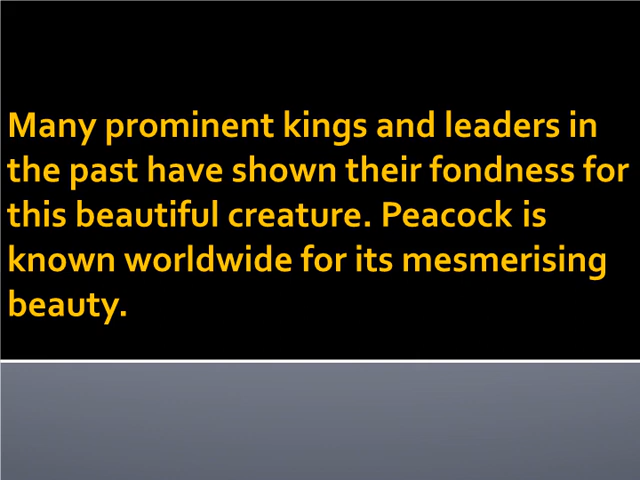 Many prominent kings and leaders in
the past have shown their fondness for
this beautiful creature. Peacock is
known worldwide for its mesmerising
beauty.